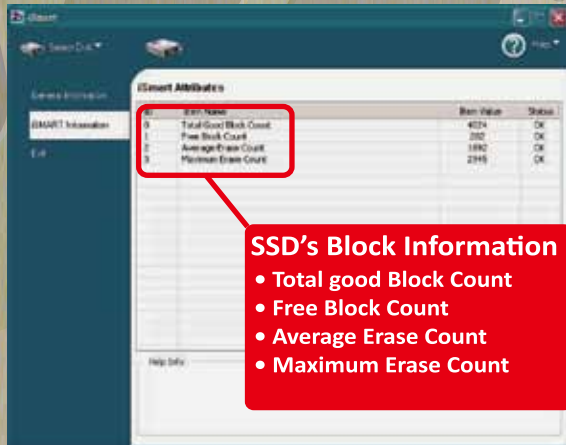 iSmart
Select Disk
Help
General Information
iSMART Information
Exit
iSmart Attributes
ID Item Name Item Value Status
0 Total Good Block Count 4024 OK
1 Free Block Count 202 OK
2 Average Erase Count 1892 OK
3 Maximum Erase Count OK
Help Info
SSD's Block Information
• Total good Block Count
• Free Block Count
• Average Erase Count
• Maximum Erase Count